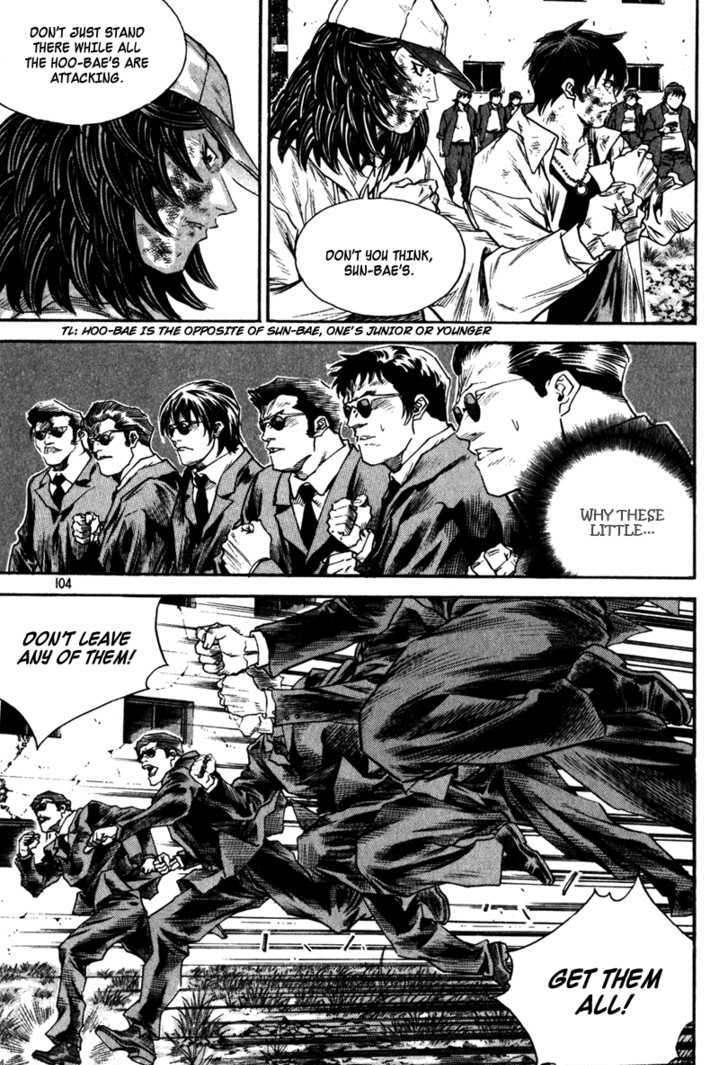 DON'T JUST STAND
THERE WHILE ALL
THE HOO-BAE'S ARE
ATTACKING.
DON'T YOU THINK,
SUN-BAE'S.
TL: HOO-BAE IS THE OPPOSITE OF SUN-BAE, ONE'S JUNIOR OR YOUNGER
WHY THESE
LITTLE...
104
DON'T LEAVE
ANY OF THEM!
GET THEM
ALL!